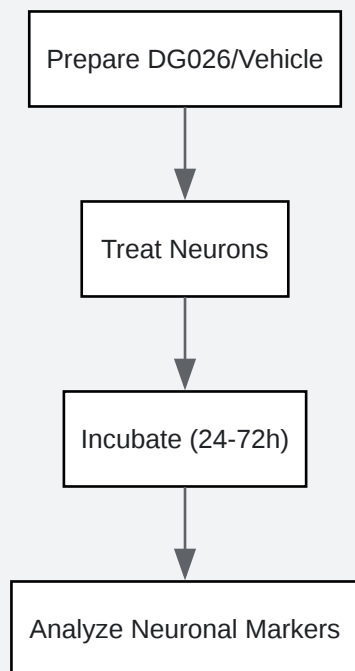 Prepare DG026/Vehicle
Treat Neurons
Incubate (24-72h)
Analyze Neuronal Markers